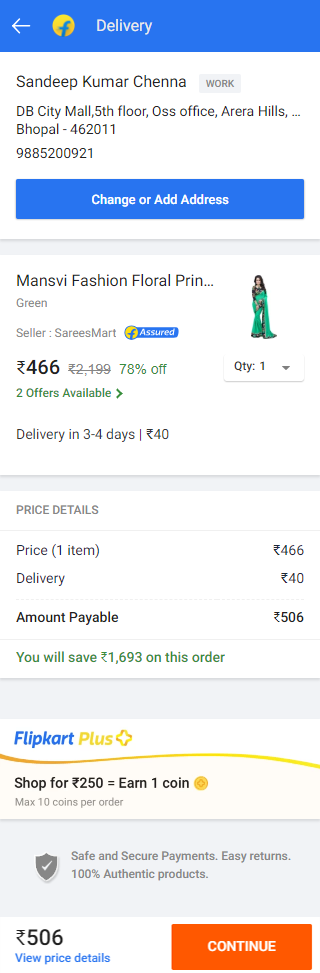 Delivery
Sandeep Kumar Chenna WORK
DB City Mall,5th floor, Oss office, Arera Hills, ...
Bhopal - 462011
9885200921
Change or Add Address
Mansvi Fashion Floral Prin...
Green
Seller : SareesMart Assured
₹466 ₹2,199 78% off
Qty: 1
2 Offers Available
Delivery in 3-4 days | ₹40
PRICE DETAILS
Price (1 item) ₹466
Delivery ₹40
Amount Payable ₹506
You will save ₹1,693 on this order
Flipkart Plus
Shop for ₹250 = Earn 1 coin
Max 10 coins per order
Safe and Secure Payments. Easy returns.
100% Authentic products.
₹506
View price details
CONTINUE